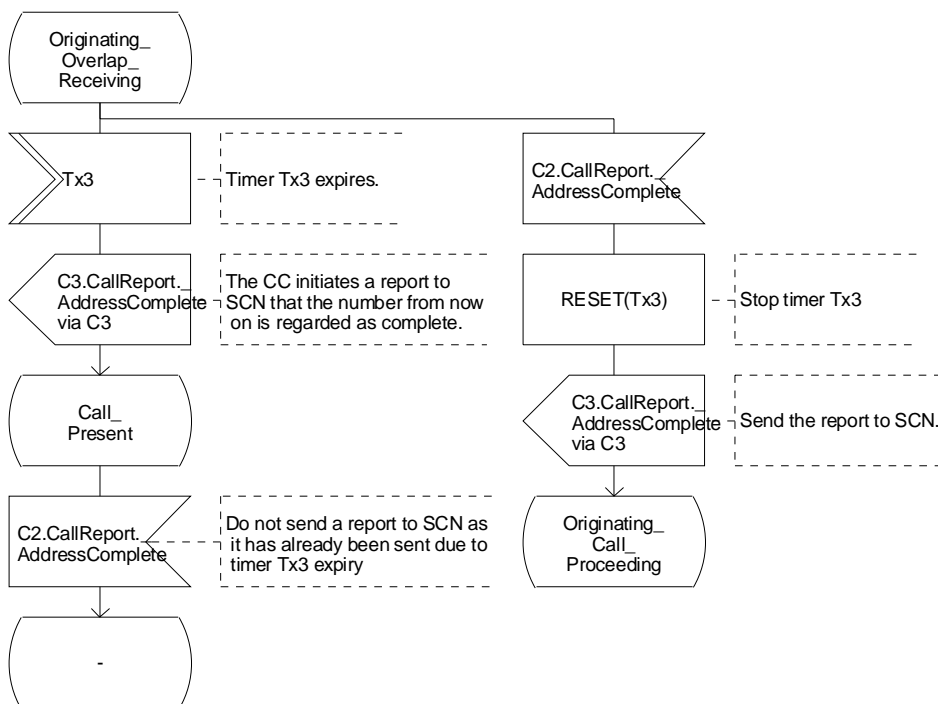 Originating_
Overlap_
Receiving
Tx3
Timer Tx3 expires.
C3.CallReport._
AddressComplete
via C3
The CC initiates a report to
SCN that the number from now
on is regarded as complete.
Call_
Present
C2.CallReport._
AddressComplete
Do not send a report to SCN as
it has already been sent due to
timer Tx3 expiry
-
C2.CallReport._
AddressComplete
RESET(Tx3)
Stop timer Tx3
C3.CallReport._
AddressComplete
via C3
Send the report to SCN.
Originating_
Call_
Proceeding